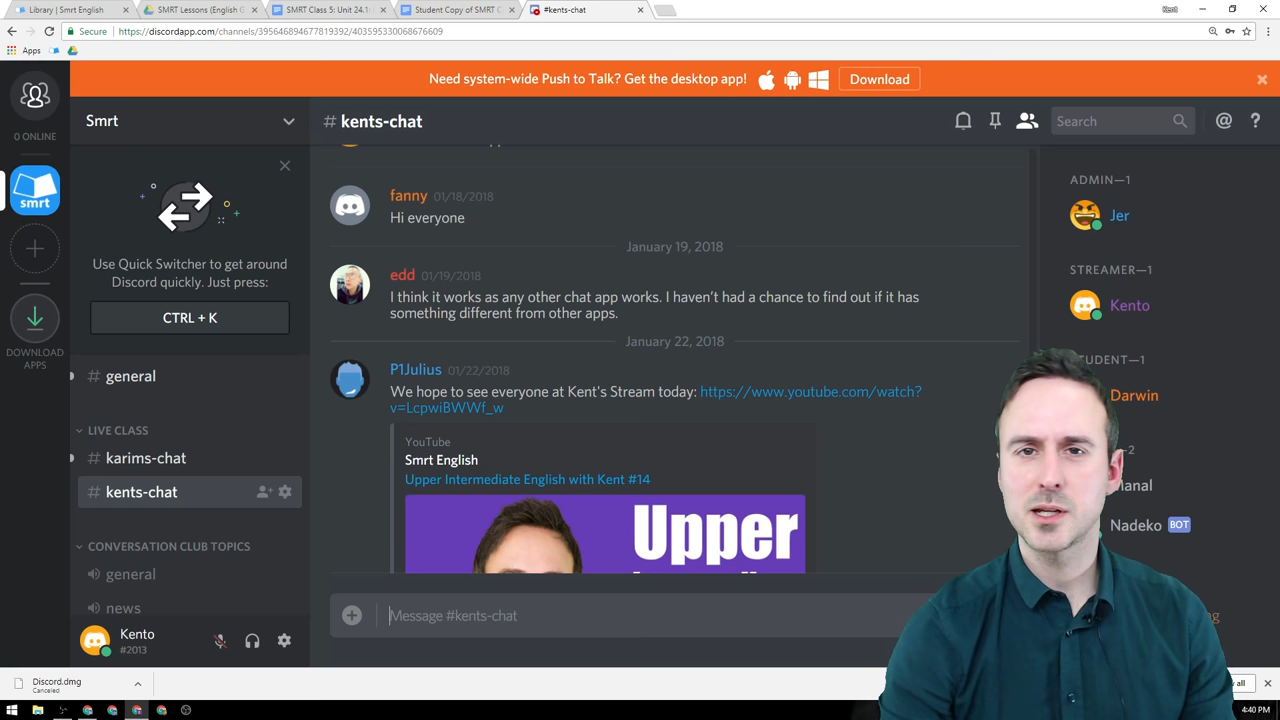 Library | Smrt English
SMRT Lessons (English G
SMRT Class 5: Unit 24.1
Student Copy of SMRT C
#kents-chat
Kent
Secure
https://discordapp.com/channels/395646894677819392/403595330068676609
Apps
Need system-wide Push to Talk? Get the desktop app!
Download
0 ONLINE
smrt
DOWNLOAD
APPS
Smrt
Use Quick Switcher to get around
Discord quickly. Just press:
CTRL + K
# general
LIVE CLASS
# karims-chat
# kents-chat
CONVERSATION CLUB TOPICS
general
news
Kento
#2013
# kents-chat
Search
@
?
fanny 01/18/2018
Hi everyone
January 19, 2018
edd 01/19/2018
I think it works as any other chat app works. I haven't had a chance to find out if it has
something different from other apps.
January 22, 2018
P1Julius 01/22/2018
We hope to see everyone at Kent's Stream today: https://www.youtube.com/watch?
v=LcpwiBWWf_w
YouTube
Smrt English
Upper Intermediate English with Kent #14
Upper
Message #kents-chat
ADMIN—1
Jer
STREAMER—1
Kento
STUDENT—1
Darwin
-2
Manal
Nadeko BOT
Discord.dmg
Canceled
all
4:40 PM